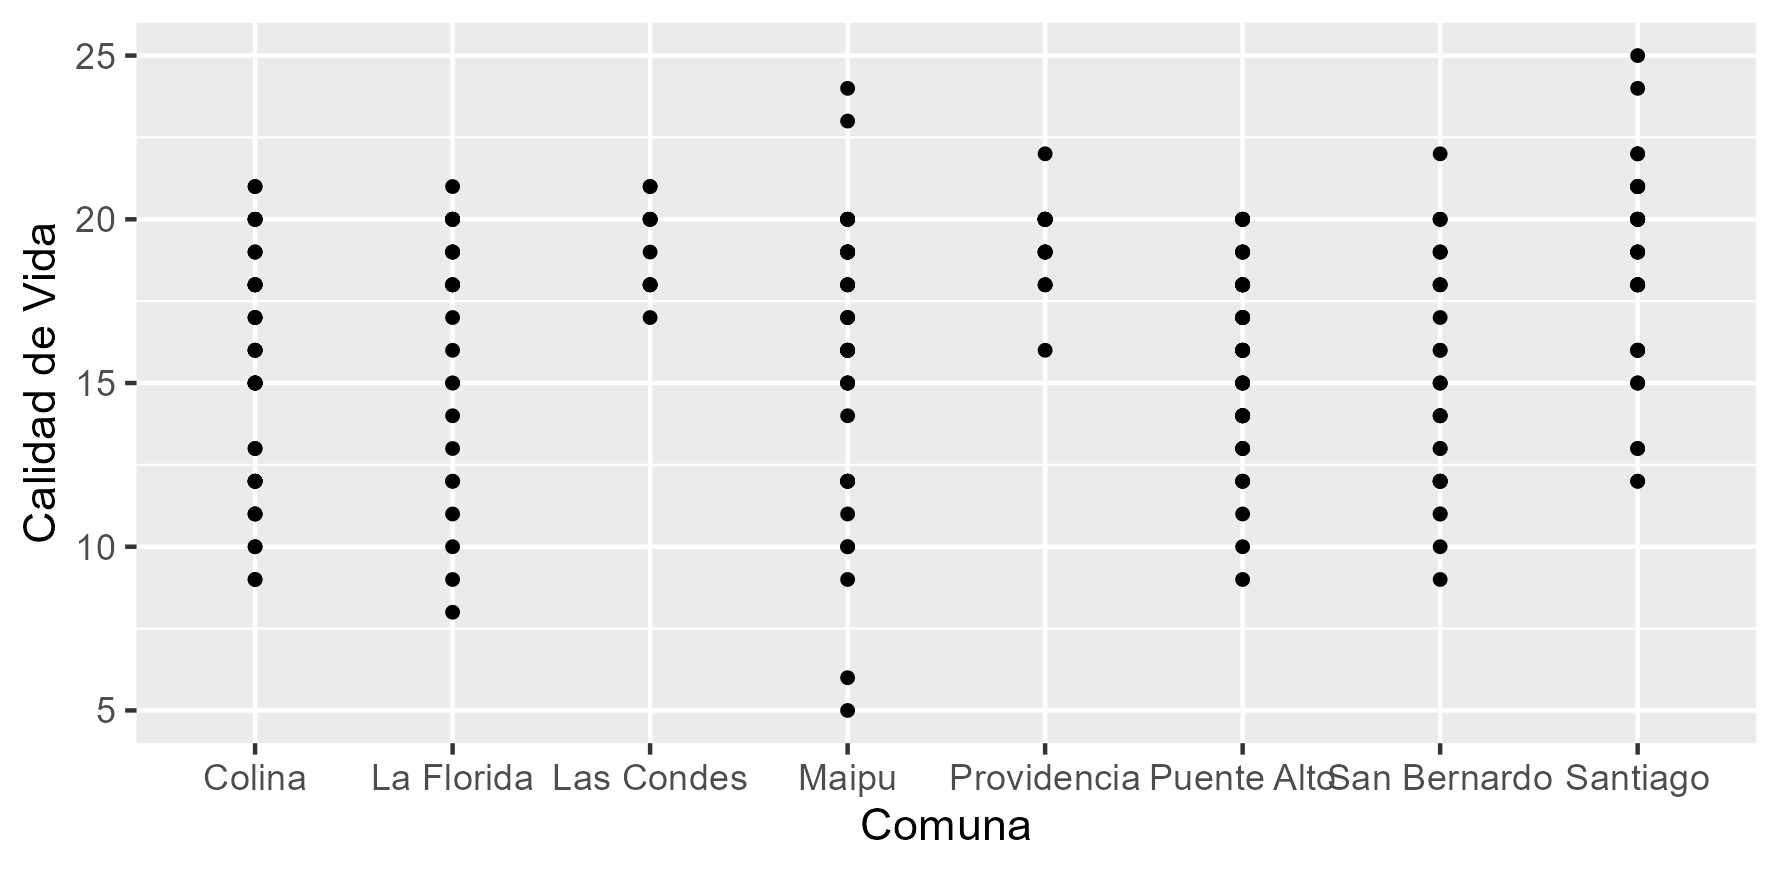 Calidad de Vida
25
20
15
10
5
Colina La Florida Las Condes Maipu Providencia Puente Alto San Bernardo Santiago
Comuna